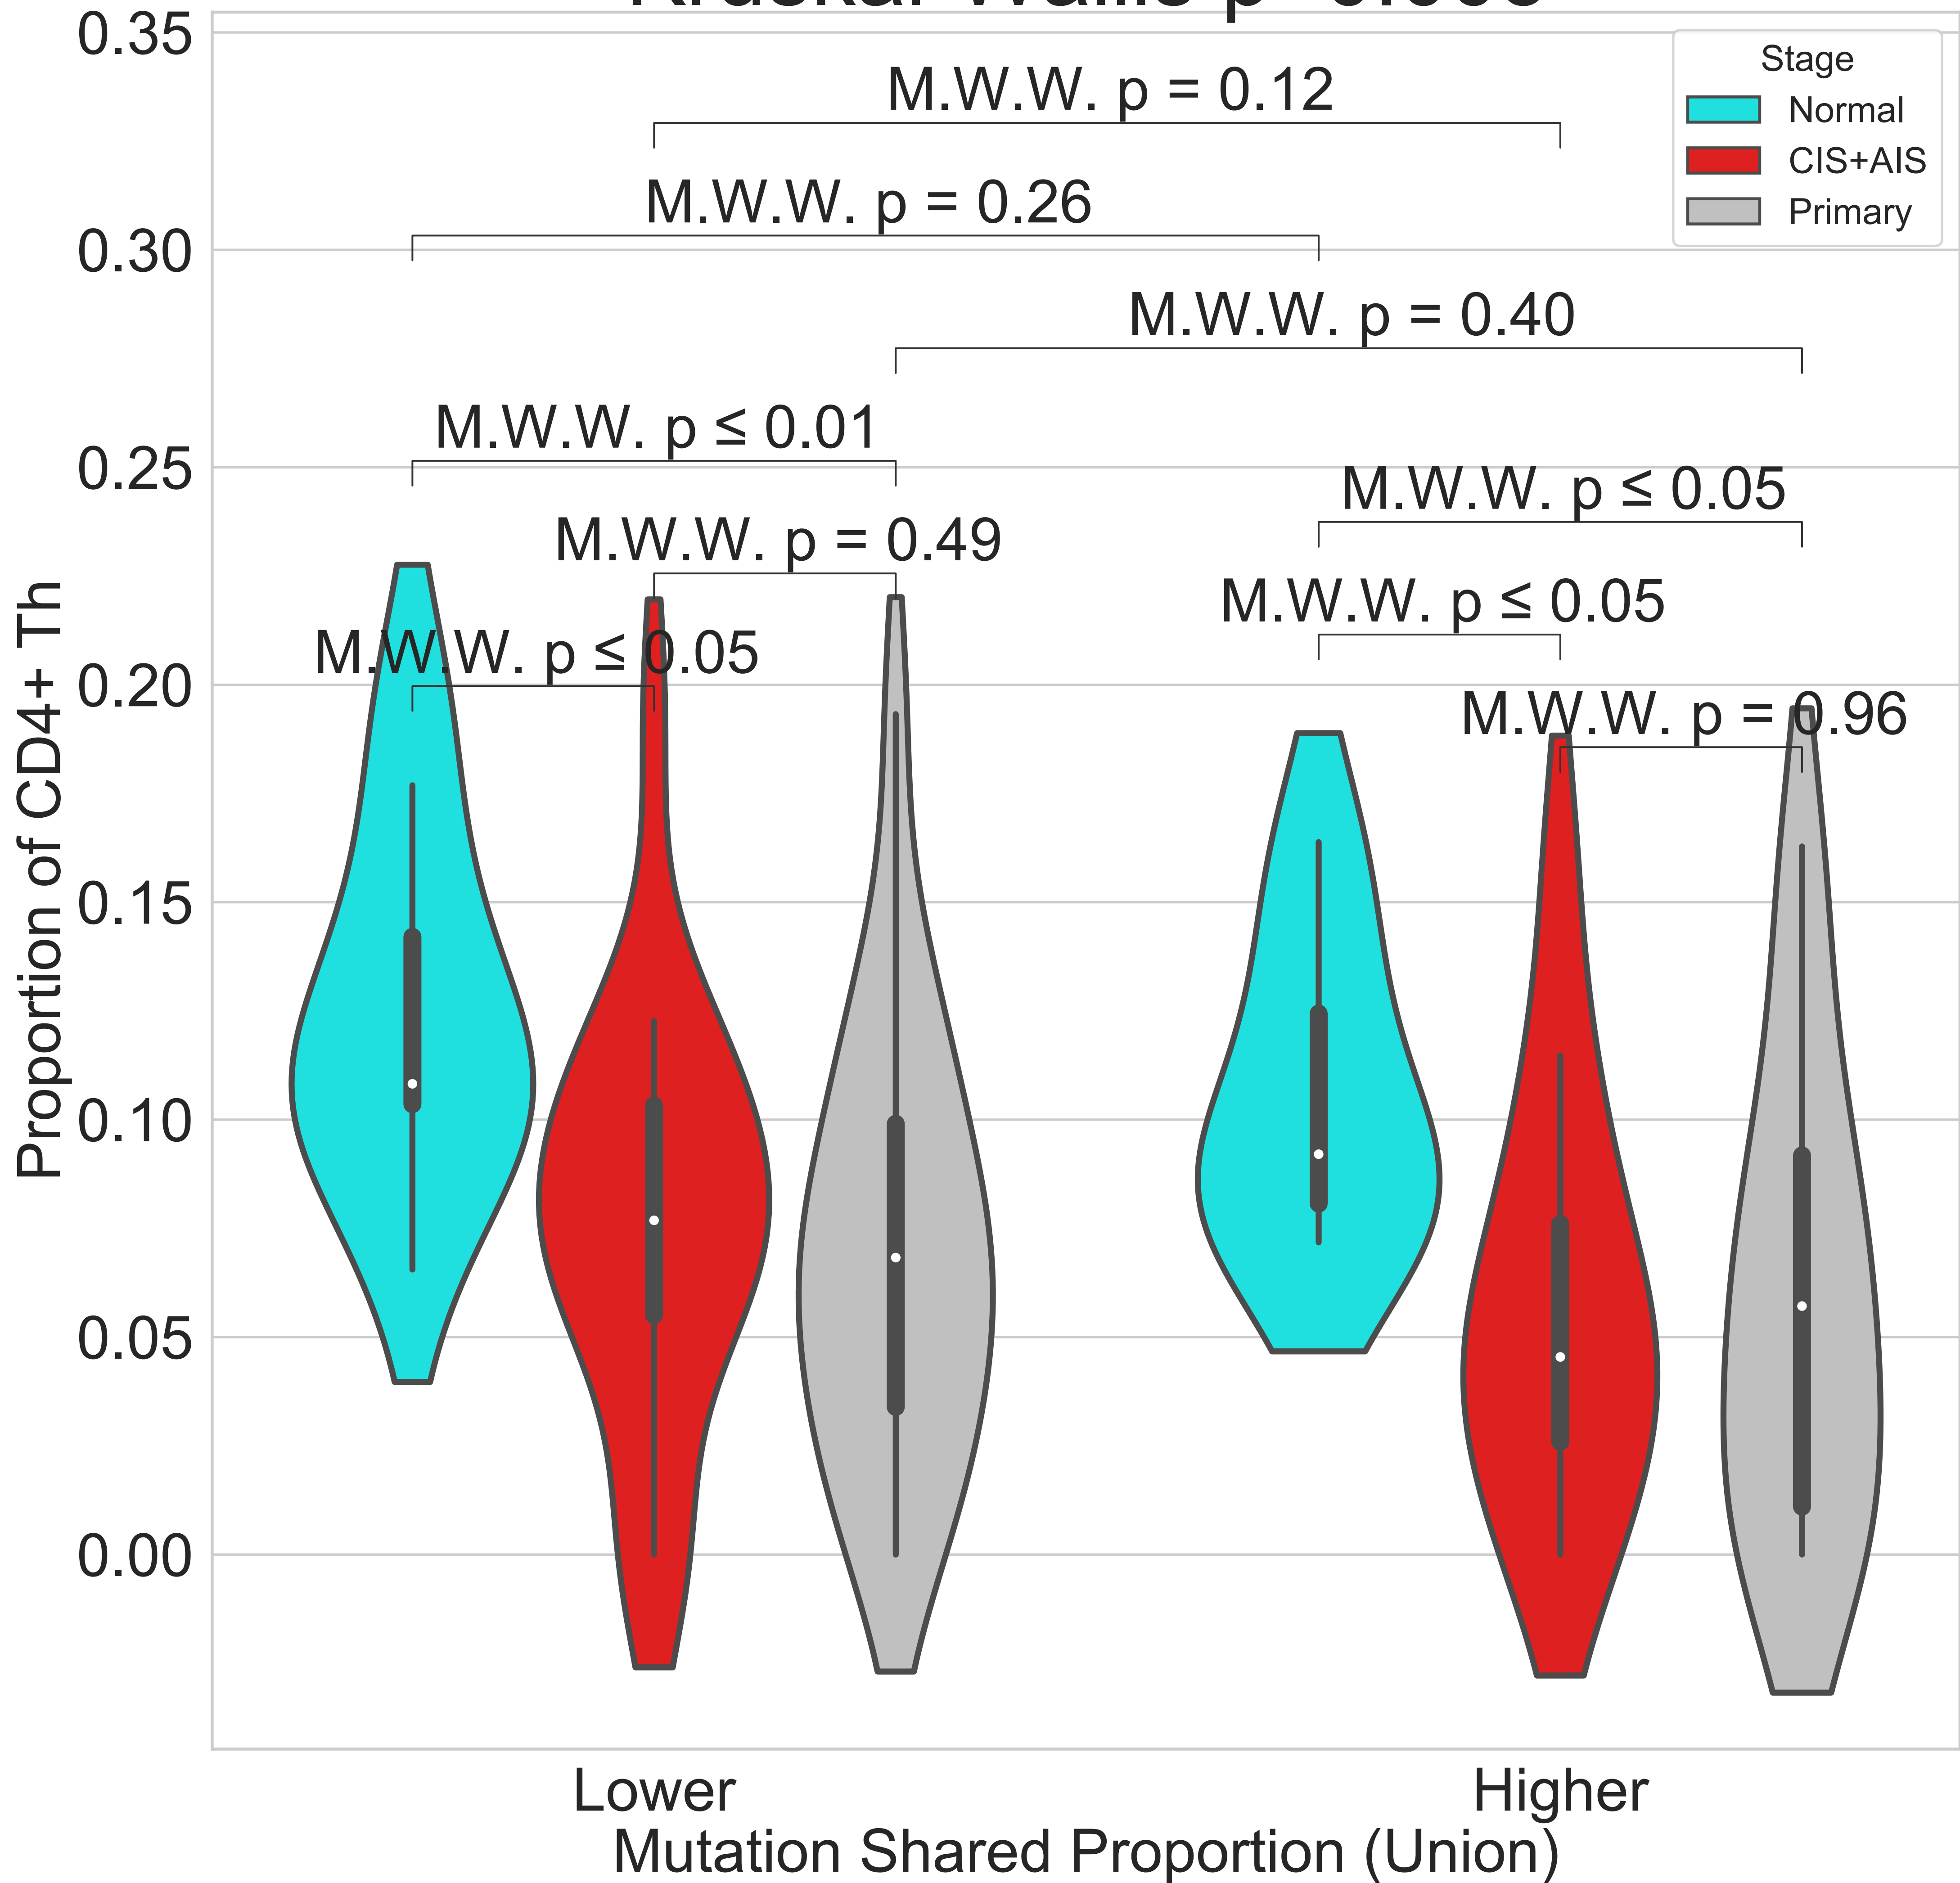 0.35
0.30
0.25
0.20
0.15
0.10
0.05
0.00
Proportion of CD4+ Th
Stage
Normal
CIS+AIS
Primary
M.W.W. p = 0.12
M.W.W. p = 0.26
M.W.W. p = 0.40
M.W.W. p ≤ 0.01
M.W.W. p ≤ 0.05
M.W.W. p = 0.49
M.W.W. p ≤ 0.05
M.W.W. p ≤ 0.05
M.W.W. p = 0.96
Lower
Higher
Mutation Shared Proportion (Union)